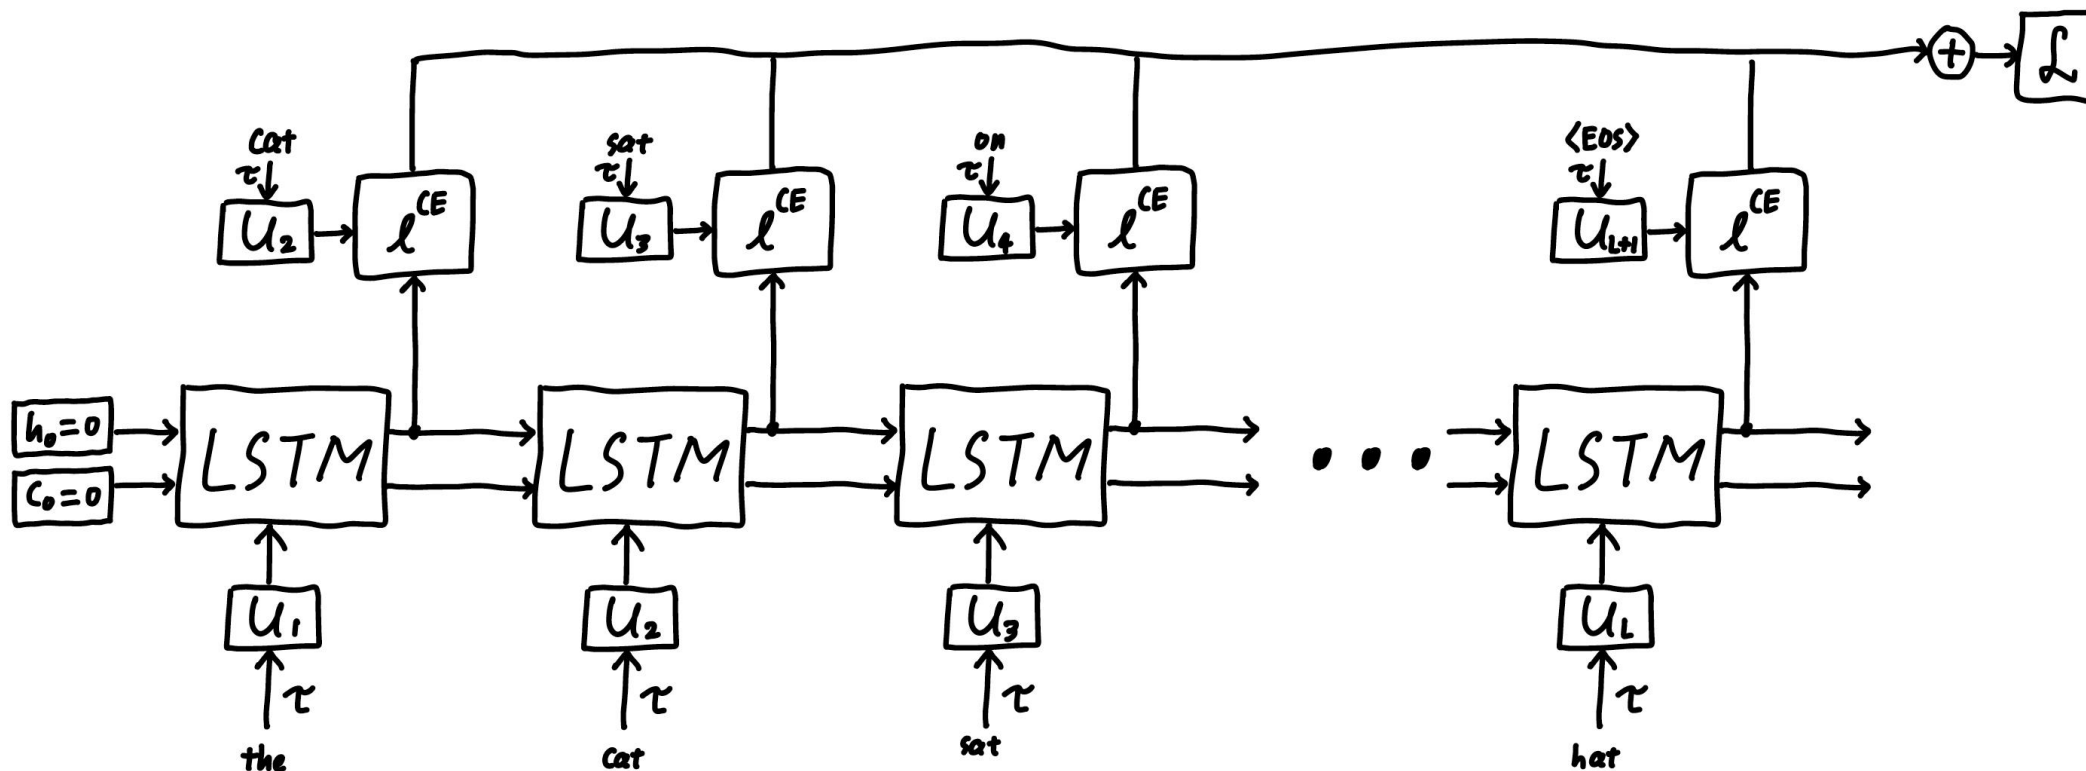 + ℒ
cat sat on <EOS>
τ τ τ τ
U₂ ℓ^CE U₃ ℓ^CE U₄ ℓ^CE U_L+1 ℓ^CE
h₀=0 LSTM LSTM LSTM ... LSTM
C₀=0
U₁ U₂ U₃ U_L
τ τ τ τ
the cat sat hat